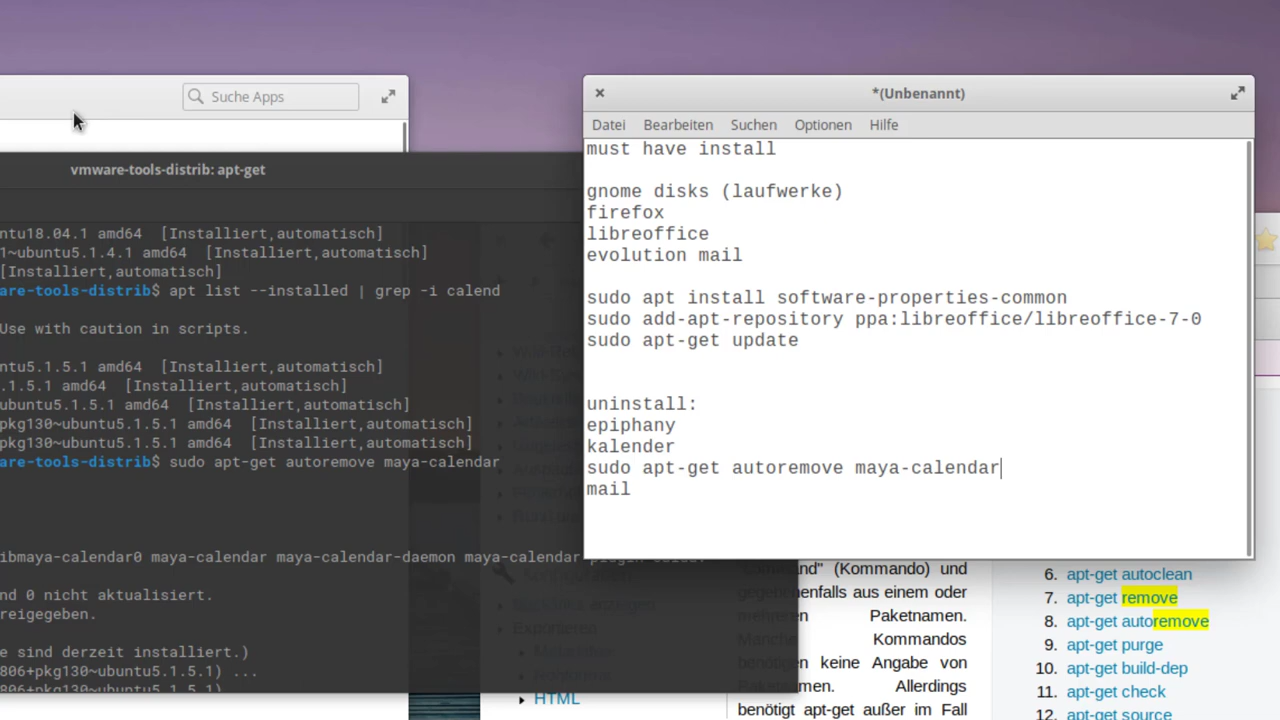 Suche Apps
vmware-tools-distrib: apt-get
ntu18.04.1 amd64 [Installiert,automatisch]
1~ubuntu5.1.4.1 amd64 [Installiert,automatisch]
[Installiert,automatisch]
are-tools-distrib$ apt list --installed | grep -i calend
Use with caution in scripts.
ntu5.1.5.1 amd64 [Installiert,automatisch]
.1.5.1 amd64 [Installiert,automatisch]
ubuntu5.1.5.1 amd64 [Installiert,automatisch]
pkg130~ubuntu5.1.5.1 amd64 [Installiert,automatisch]
pkg130~ubuntu5.1.5.1 amd64 [Installiert,automatisch]
are-tools-distrib$ sudo apt-get autoremove maya-calendar
ibmaya-calendar0 maya-calendar maya-calendar-daemon maya-calendar
nd 0 nicht aktualisiert.
reigegeben.
e sind derzeit installiert.)
806+pkg130~ubuntu5.1.5.1) ...
806+pkg130~ubuntu5.1.5.1)
*(Unbenannt)
Datei Bearbeiten Suchen Optionen Hilfe
must have install
gnome disks (laufwerke)
firefox
libreoffice
evolution mail
sudo apt install software-properties-common
sudo add-apt-repository ppa:libreoffice/libreoffice-7-0
sudo apt-get update
uninstall:
epiphany
kalender
sudo apt-get autoremove maya-calendar
mail
Exportieren
HTML
"Command" (Kommando) und
gegebenenfalls aus einem oder
mehreren Paketnamen.
Manche Kommandos
benötigen keine Angabe von
Paketnamen. Allerdings
benötigt apt-get außer im Fall
6. apt-get autoclean
7. apt-get remove
8. apt-get autoremove
9. apt-get purge
10. apt-get build-dep
11. apt-get check
12. apt-get source